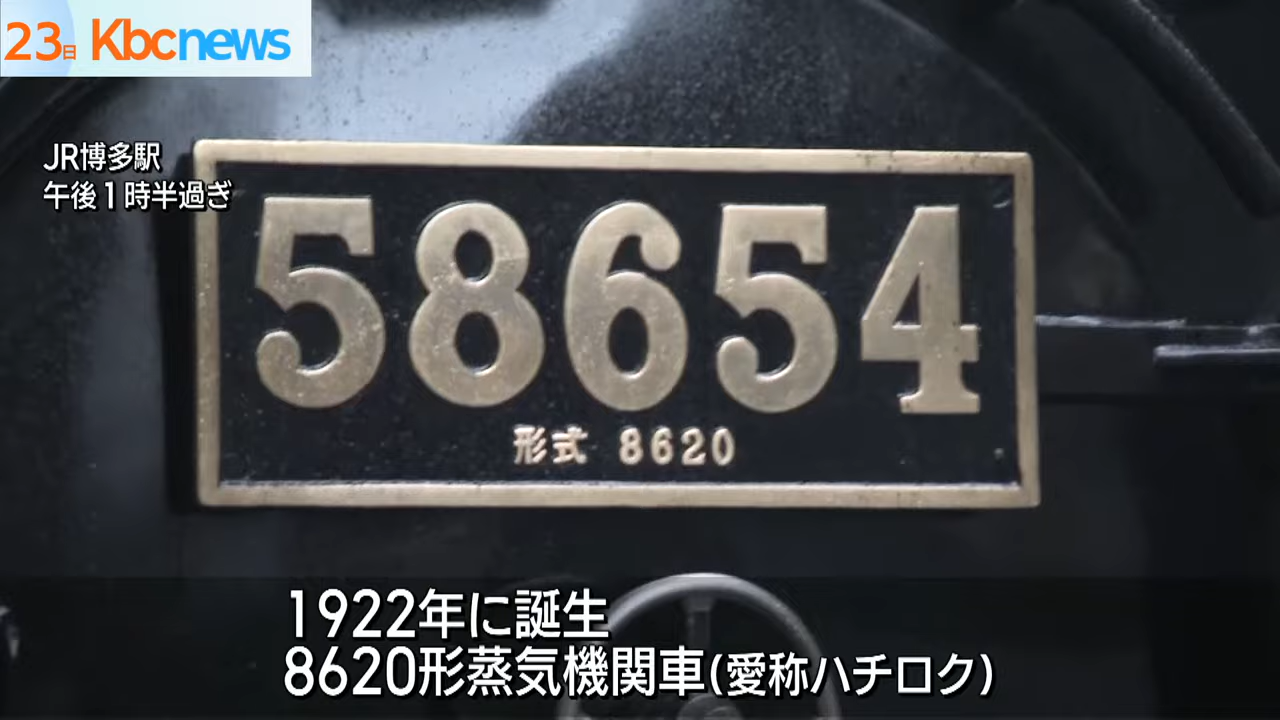 23日 Kbcnews
JR博多駅
午後1時半過ぎ
58654
形式 8620
1922年に誕生
8620形蒸気機関車(愛称ハチロク)